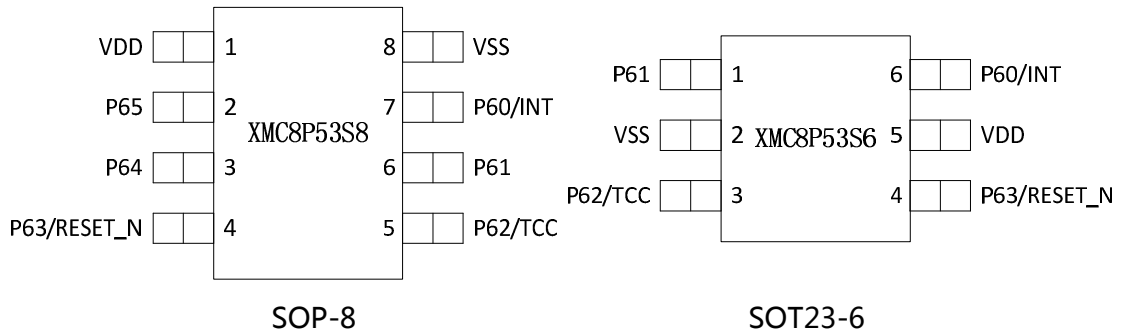 VDD 1 8 VSS
P65 2 7 P60/INT
XMC8P53S8
P64 3 6 P61
P63/RESET_N 4 5 P62/TCC
SOP-8
P61 1 6 P60/INT
VSS 2 XMC8P53S6 5 VDD
P62/TCC 3 4 P63/RESET_N
SOT23-6